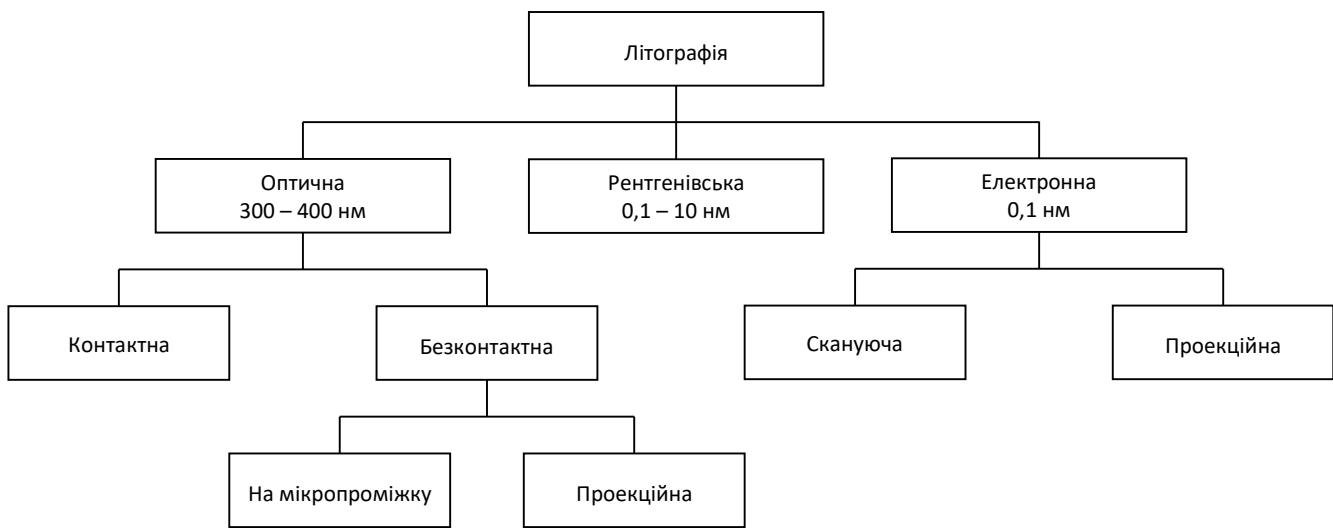 Літографія
Оптична
300 – 400 нм
Рентгенівська
0,1 – 10 нм
Електронна
0,1 нм
Контактна
Безконтактна
Скануюча
Проекційна
На мікропроміжку
Проекційна